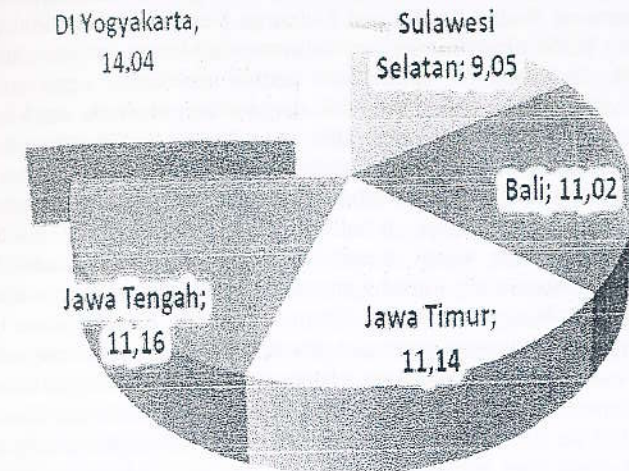 DI Yogyakarta,
14,04
Sulawesi
Selatan; 9,05
Bali; 11,02
Jawa Timur;
11,14
Jawa Tengah;
11,16